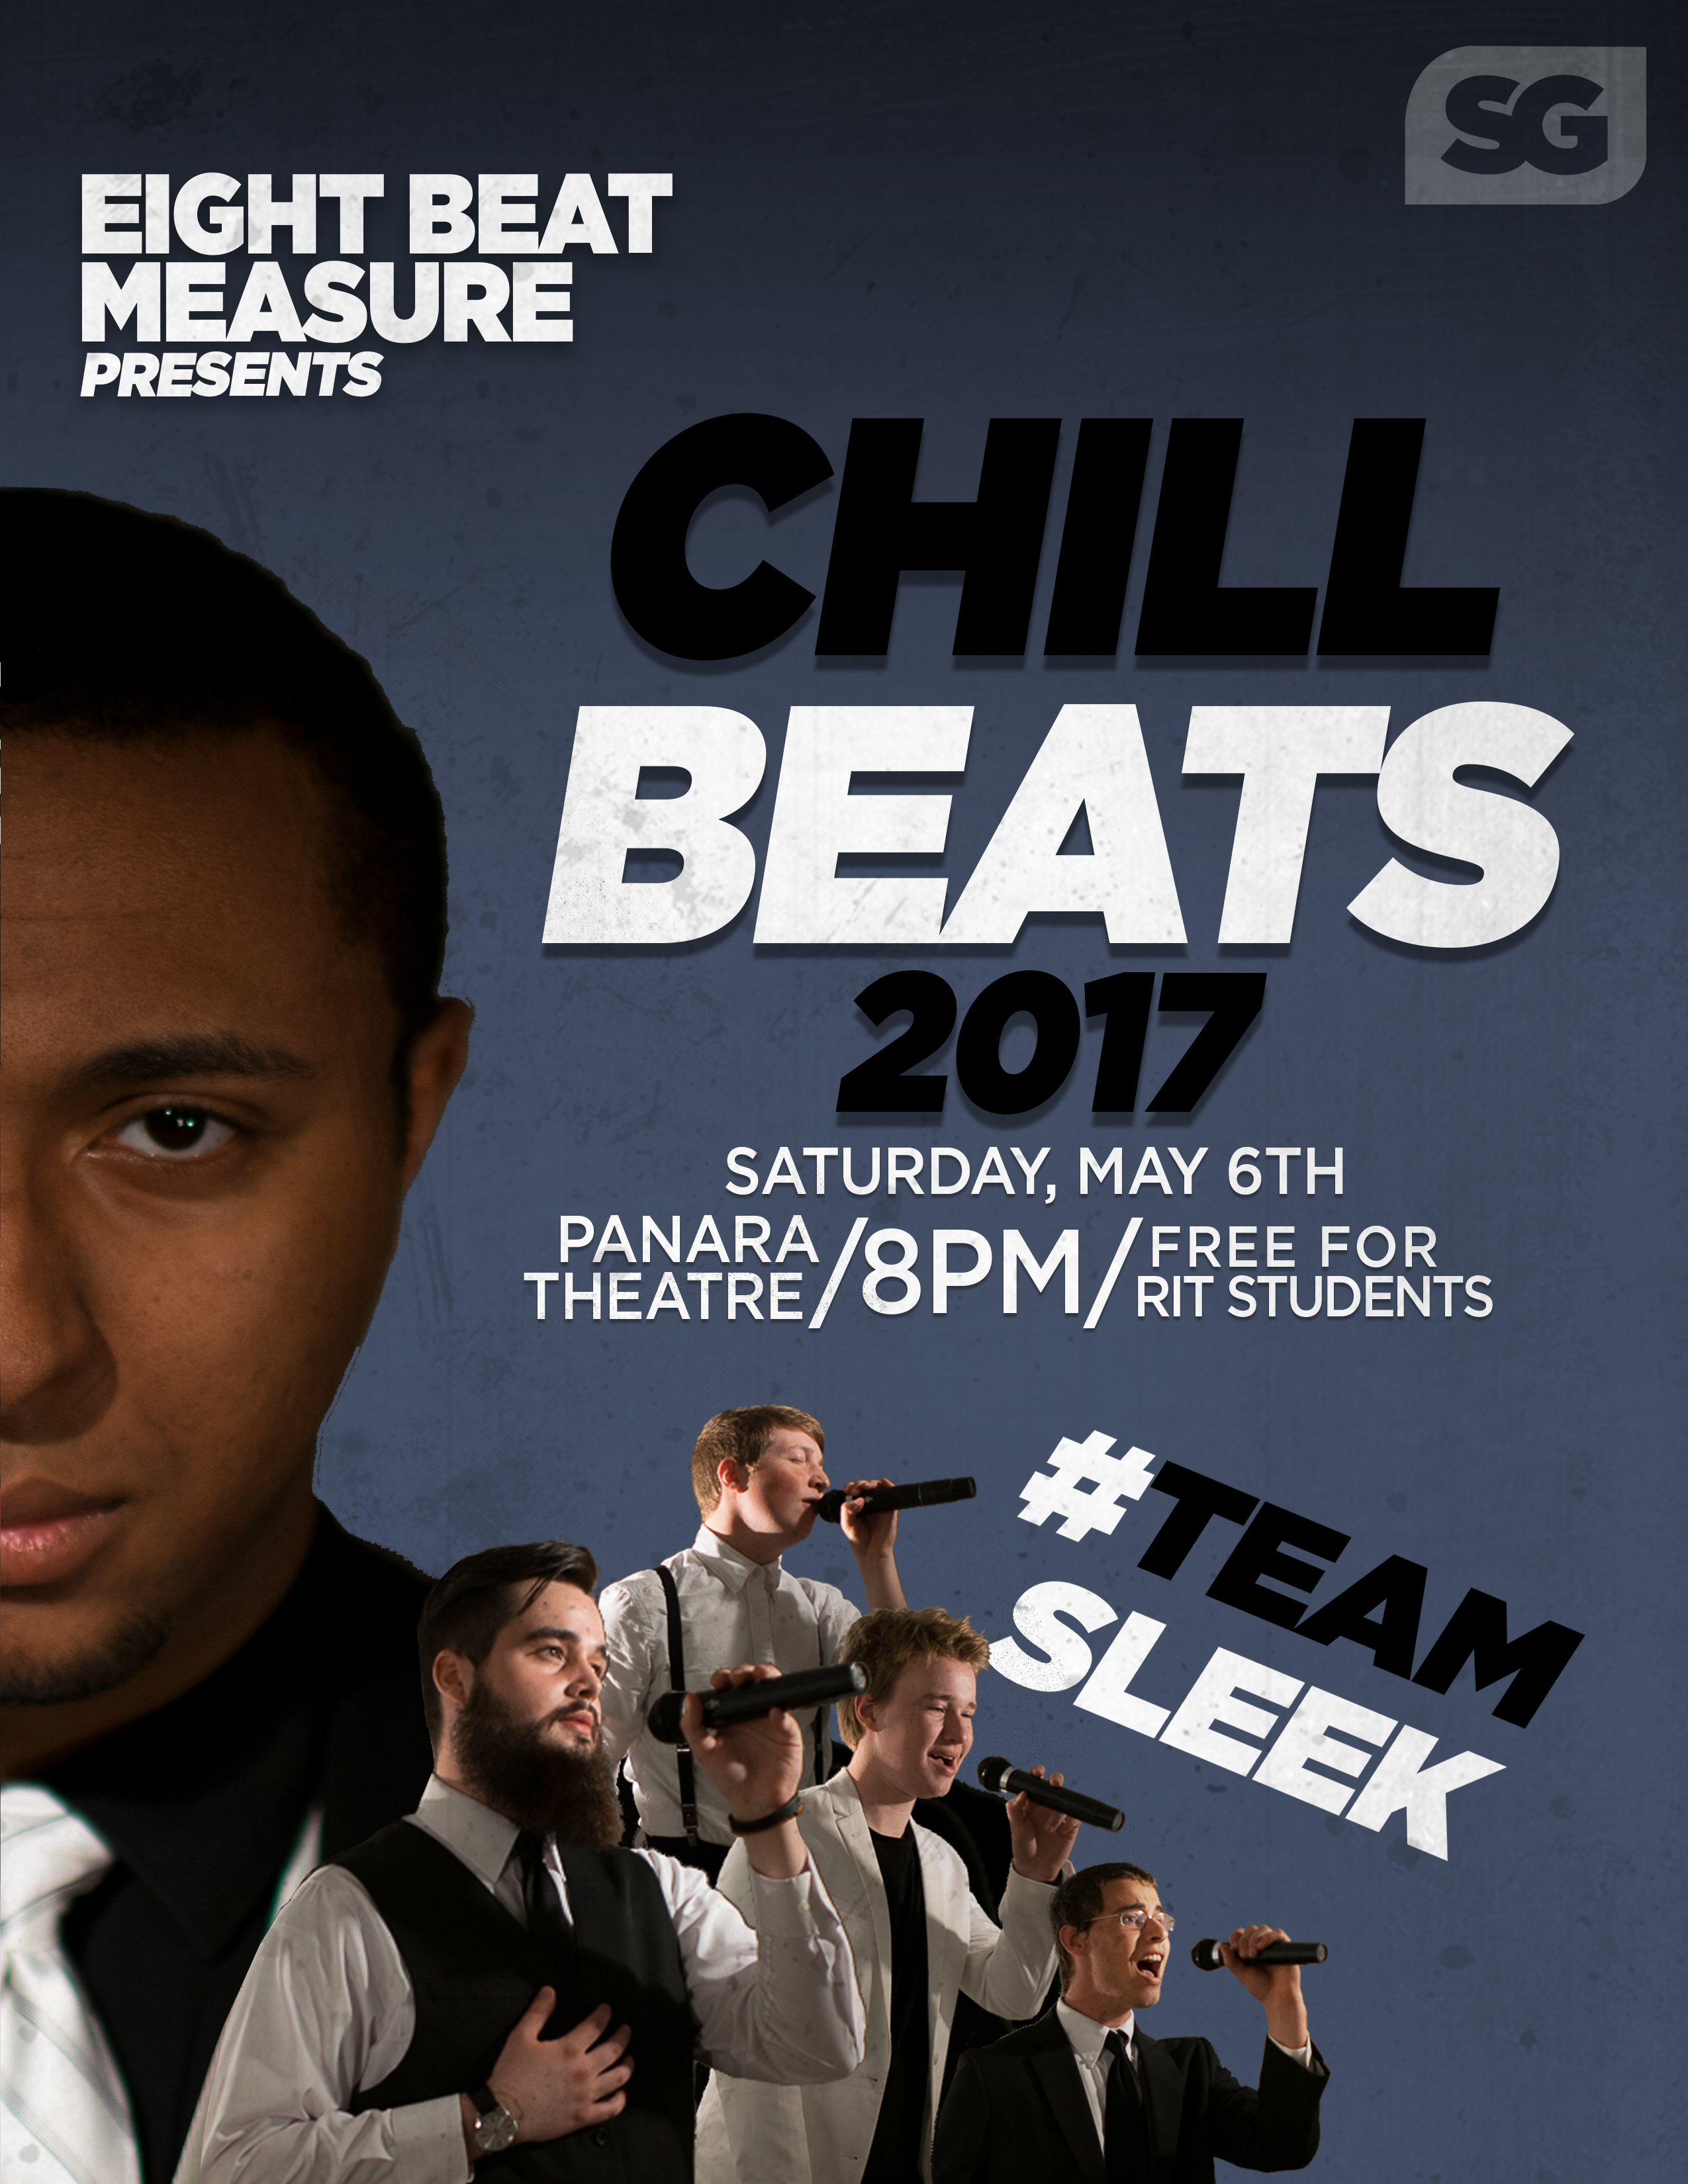 SG
EIGHT BEAT
MEASURE
PRESENTS
CHILL
BEATS
2017
SATURDAY, MAY 6TH
PANARA
THEATRE/8PM/FREE FOR
RIT STUDENTS
#TEAM
SLEEK